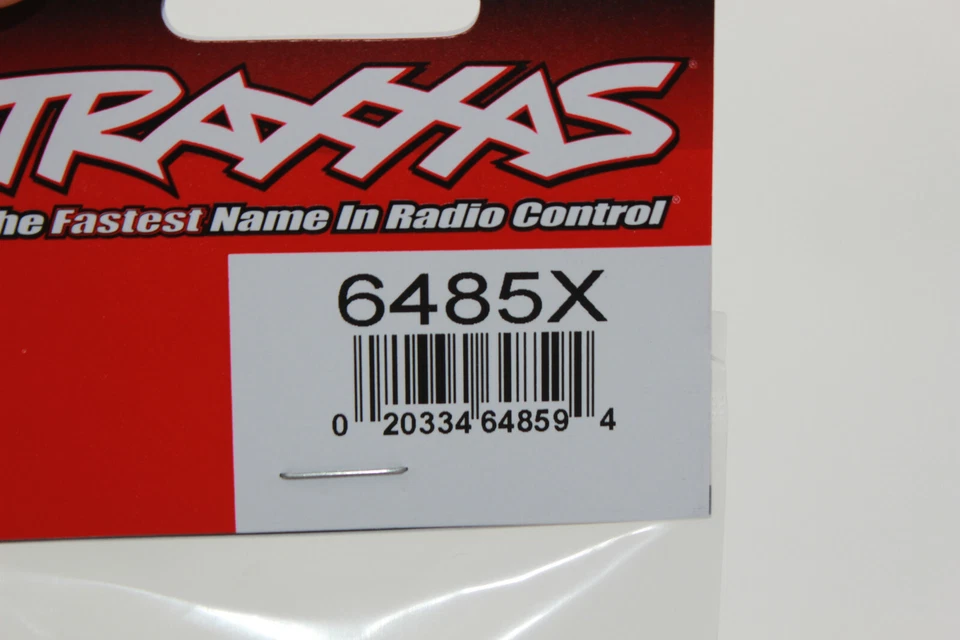 TRAXXAS®
he Fastest Name In Radio Control®
6485X
0 20334 64859 4